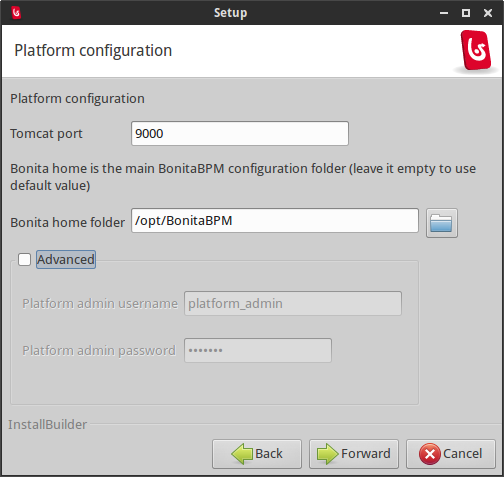 Setup
Platform configuration
Platform configuration
Tomcat port 9000
Bonita home is the main BonitaBPM configuration folder (leave it empty to use
default value)
Bonita home folder /opt/BonitaBPM
Advanced
Platform admin username platform_admin
Platform admin password •••••••
InstallBuilder
Back Forward Cancel